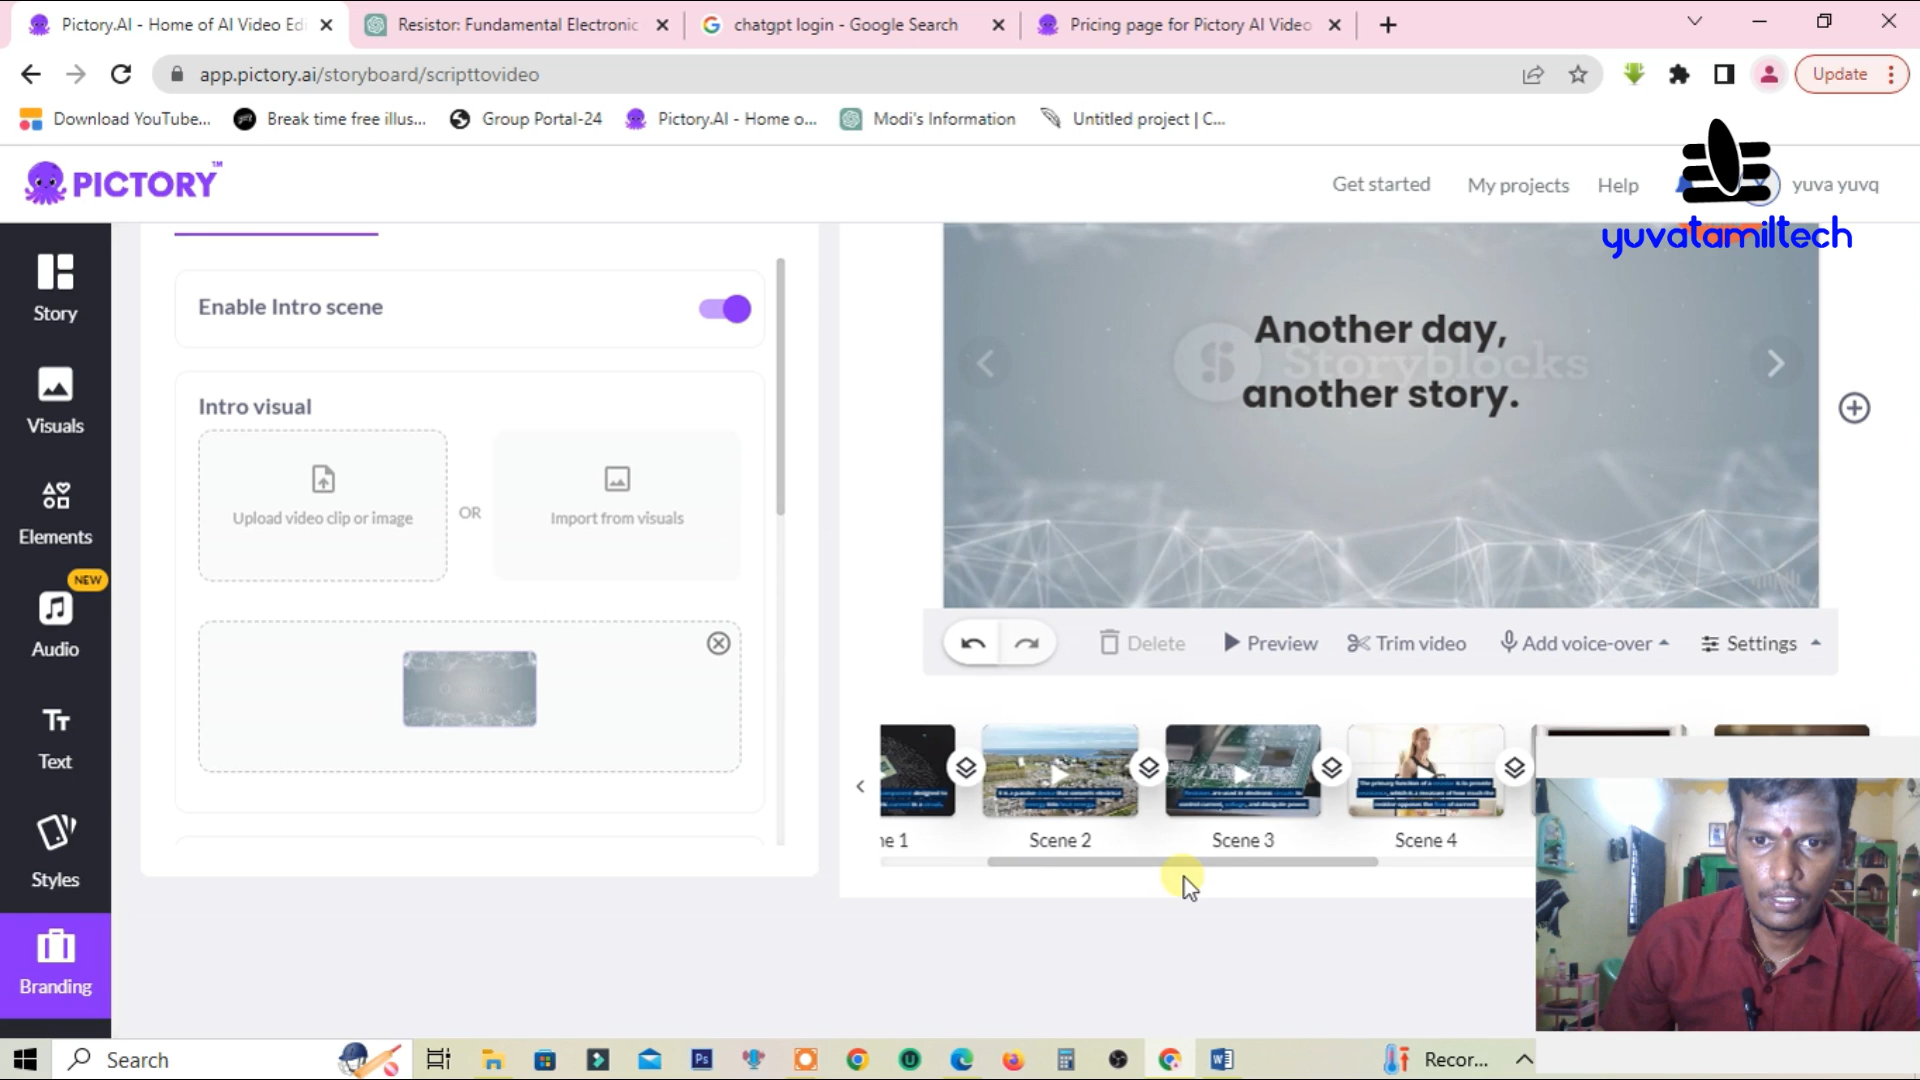 Pictory.AI - Home of AI Video Edi
Resistor: Fundamental Electronic
chatgpt login - Google Search
Pricing page for Pictory AI Video
app.pictory.ai/storyboard/scripttovideo
Update
Download YouTube...
Break time free illus...
Group Portal-24
Pictory.AI - Home o...
Modi's Information
Untitled project | C...
PICTORY™
Get started
My projects
Help
yuva yuvq
yuvatamiltech
Story
Visuals
Elements
NEW
Audio
Text
Styles
Branding
Enable Intro scene
Intro visual
Upload video clip or image
OR
Import from visuals
Storyblocks
Another day,
another story.
Delete
Preview
Trim video
Add voice-over
Settings
ne 1
Scene 2
Scene 3
Scene 4
Search
Recor...